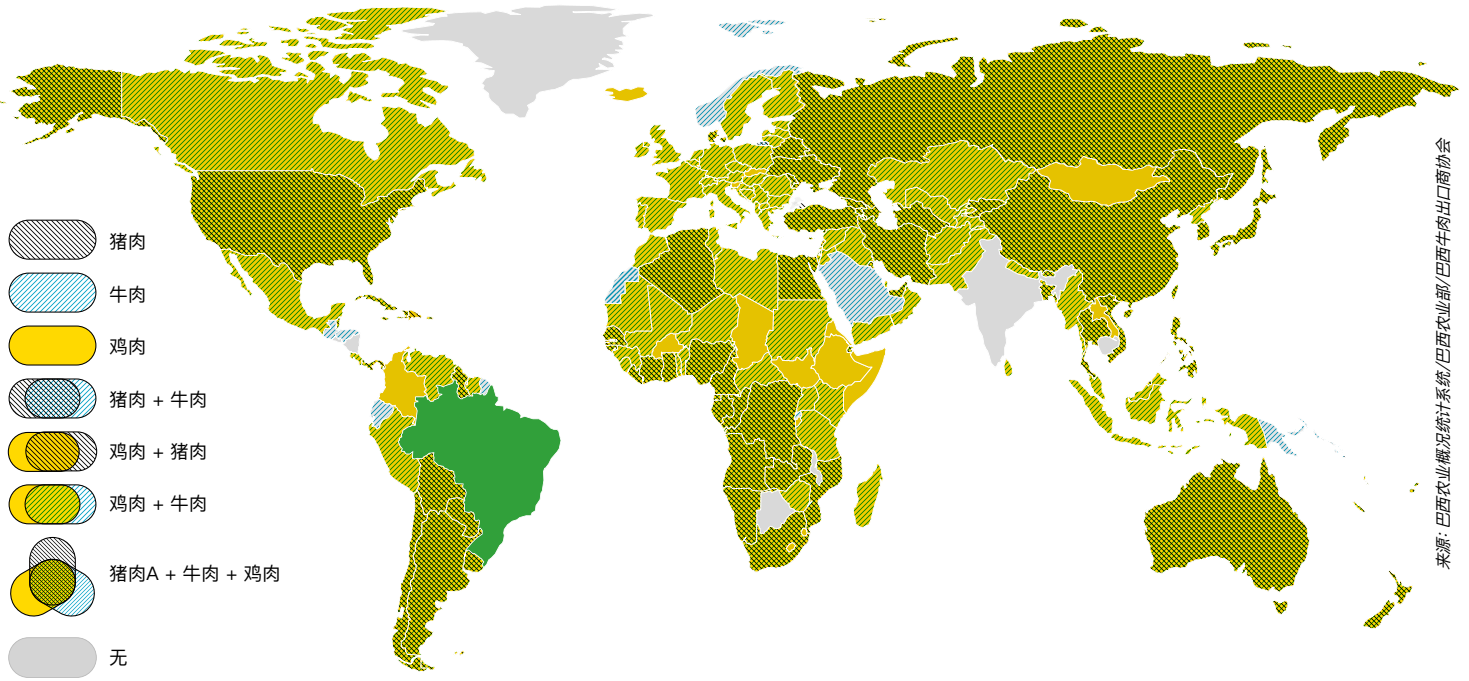 猪肉
牛肉
鸡肉
猪肉 + 牛肉
鸡肉 + 猪肉
鸡肉 + 牛肉
猪肉A + 牛肉 + 鸡肉
无
来源：巴西农业概况统计系统/巴西农业部/巴西牛肉出口商协会